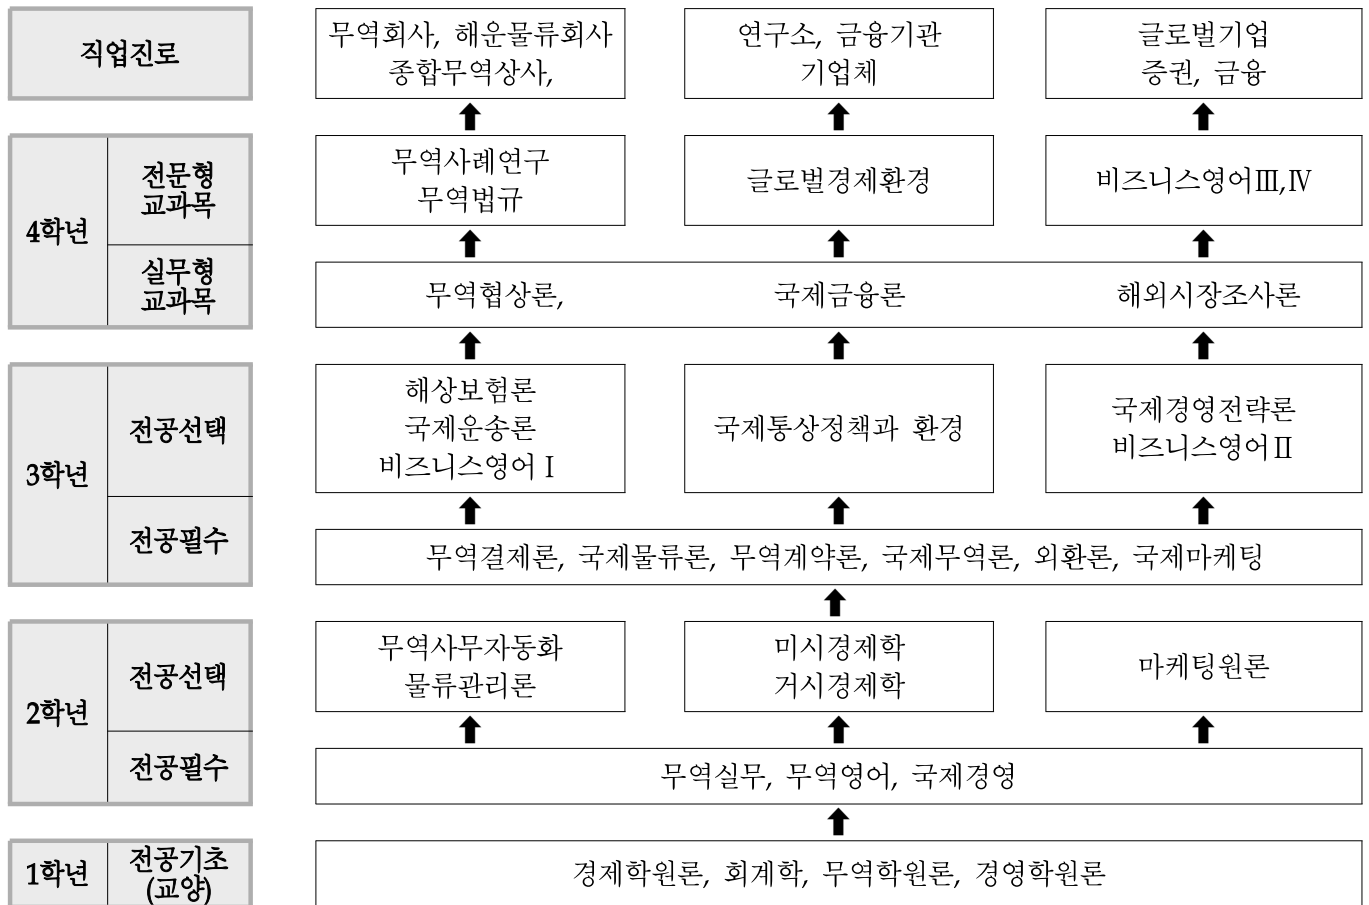 직업진로
무역회사, 해운물류회사
종합무역상사,
연구소, 금융기관
기업체
글로벌기업
증권, 금융
4학년
전문형
교과목
무역사례연구
무역법규
글로벌경제환경
비즈니스영어Ⅲ,Ⅳ
실무형
교과목
무역협상론,
국제금융론
해외시장조사론
3학년
전공선택
해상보험론
국제운송론
비즈니스영어Ⅰ
국제통상정책과 환경
국제경영전략론
비즈니스영어Ⅱ
전공필수
무역결제론, 국제물류론, 무역계약론, 국제무역론, 외환론, 국제마케팅
2학년
전공선택
무역사무자동화
물류관리론
미시경제학
거시경제학
마케팅원론
전공필수
무역실무, 무역영어, 국제경영
1학년
전공기초
(교양)
경제학원론, 회계학, 무역학원론, 경영학원론